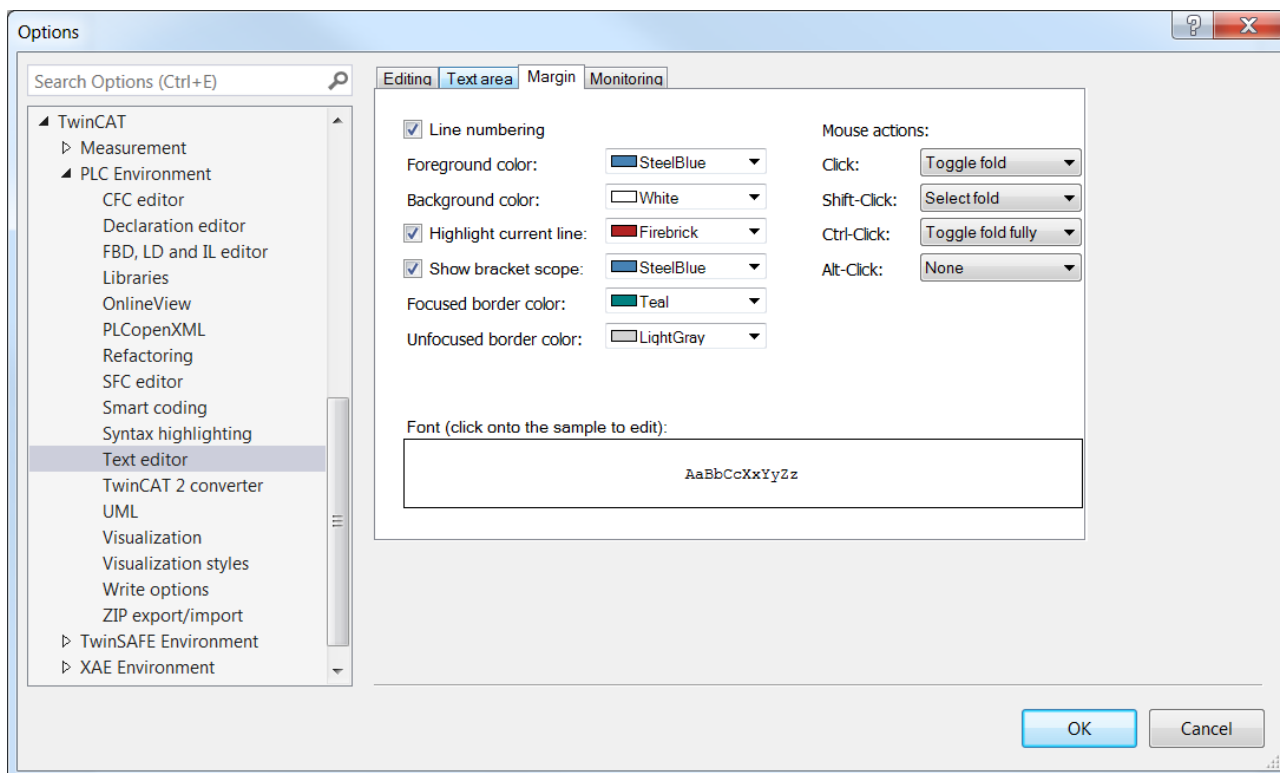 Options
?
X
Search Options (Ctrl+E)
TwinCAT
Measurement
PLC Environment
CFC editor
Declaration editor
FBD, LD and IL editor
Libraries
OnlineView
PLCopenXML
Refactoring
SFC editor
Smart coding
Syntax highlighting
Text editor
TwinCAT 2 converter
UML
Visualization
Visualization styles
Write options
ZIP export/import
TwinSAFE Environment
XAE Environment
Editing Text area Margin Monitoring
Line numbering
Foreground color: SteelBlue
Background color: White
Highlight current line: Firebrick
Show bracket scope: SteelBlue
Focused border color: Teal
Unfocused border color: LightGray
Mouse actions:
Click: Toggle fold
Shift-Click: Select fold
Ctrl-Click: Toggle fold fully
Alt-Click: None
Font (click onto the sample to edit):
AaBbCcXxYyZz
OK Cancel